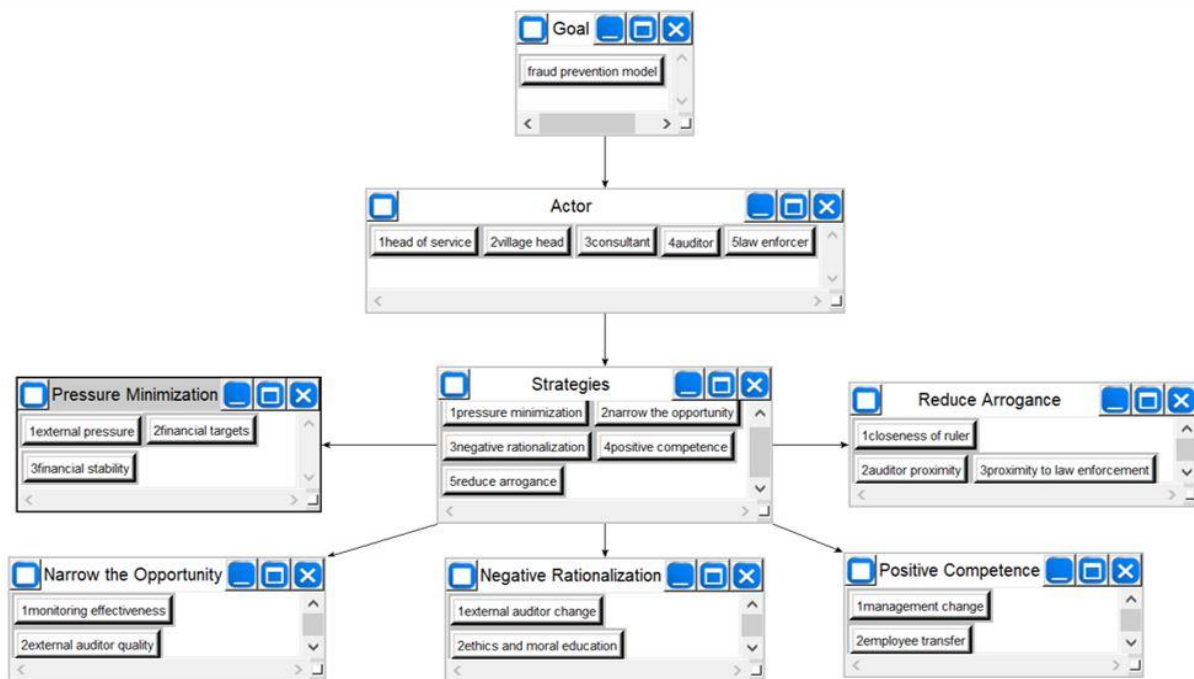 Goal
fraud prevention model
Actor
1head of service 2village head 3consultant 4auditor 5law enforcer
Pressure Minimization
1external pressure 2financial targets
3financial stability
Strategies
1pressure minimization 2narrow the opportunity
3negative rationalization 4positive competence
5reduce arrogance
Reduce Arrogance
1closeness of ruler
2auditor proximity 3proximity to law enforcement
Narrow the Opportunity
1monitoring effectiveness
2external auditor quality
Negative Rationalization
1external auditor change
2ethics and moral education
Positive Competence
1management change
2employee transfer